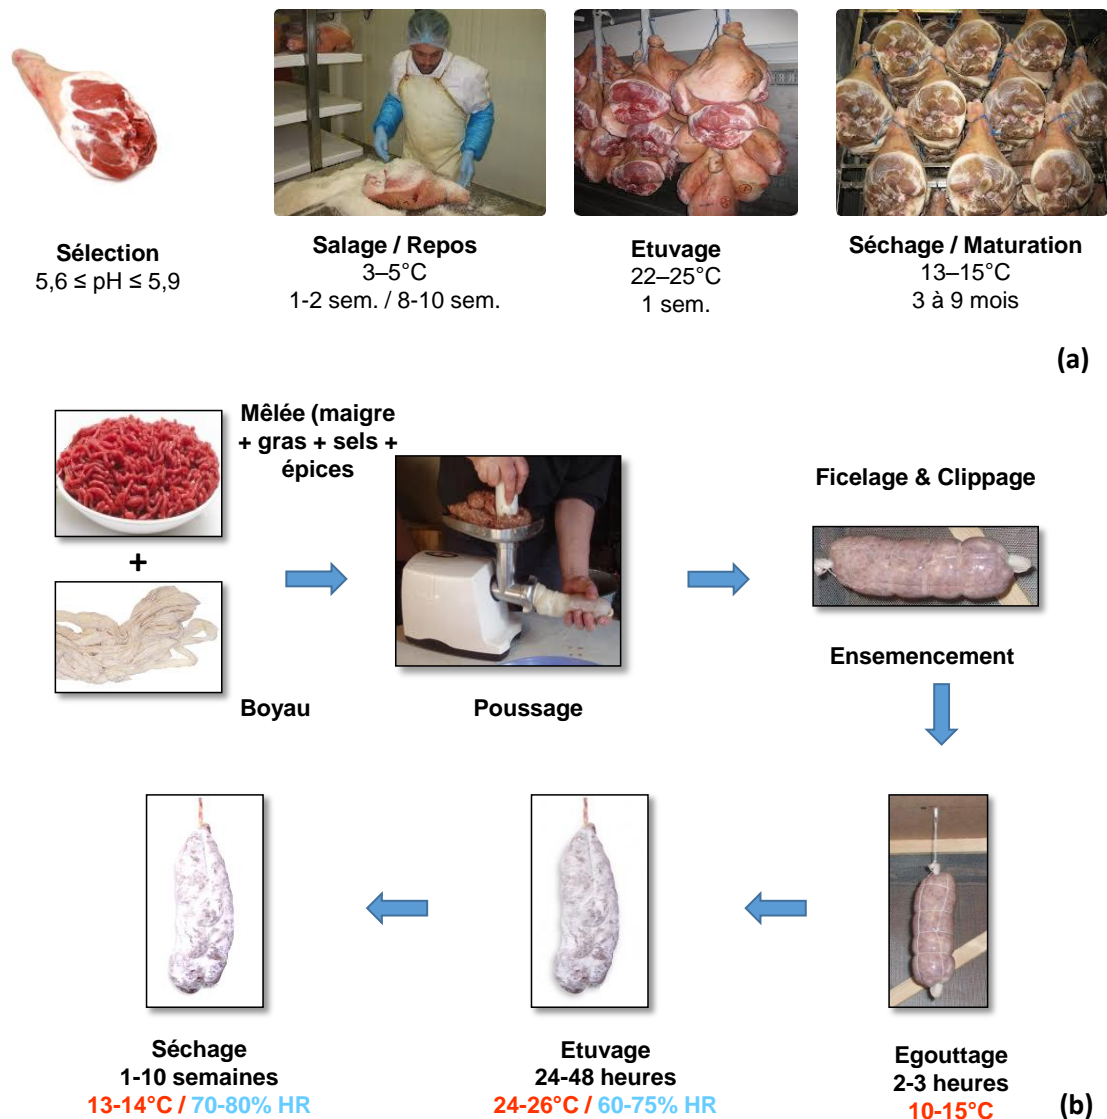 Sélection
5,6 ≤ pH ≤ 5,9
Salage / Repos
3–5°C
1-2 sem. / 8-10 sem.
Etuvage
22–25°C
1 sem.
Séchage / Maturation
13–15°C
3 à 9 mois
(a)
Mêlée (maigre
+ gras + sels +
épices
+
Boyau
Poussage
Ficelage & Clippage
Ensemencement
Séchage
1-10 semaines
13-14°C / 70-80% HR
Etuvage
24-48 heures
24-26°C / 60-75% HR
Egouttage
2-3 heures
10-15°C
(b)